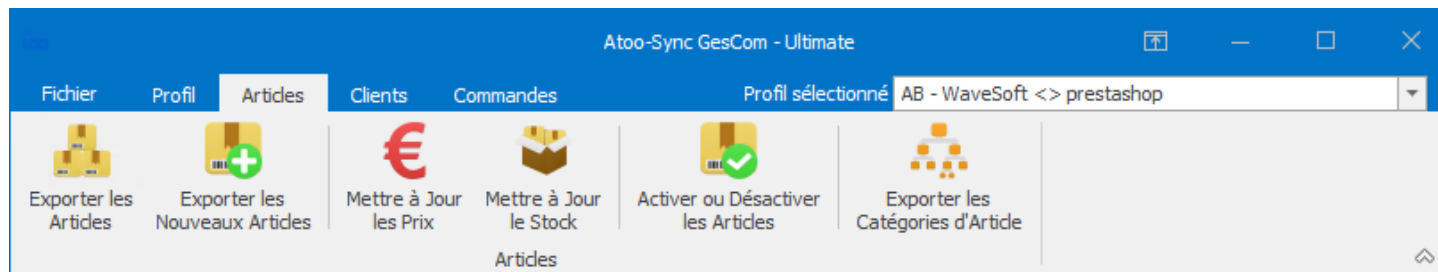 Atoo-Sync GesCom - Ultimate
Fichier Profil Articles Clients Commandes Profil sélectionné AB - WaveSoft <> prestashop
Exporter les Articles
Exporter les Nouveaux Articles
Mettre à Jour les Prix
Mettre à Jour le Stock
Activer ou Désactiver les Articles
Exporter les Catégories d'Article
Articles